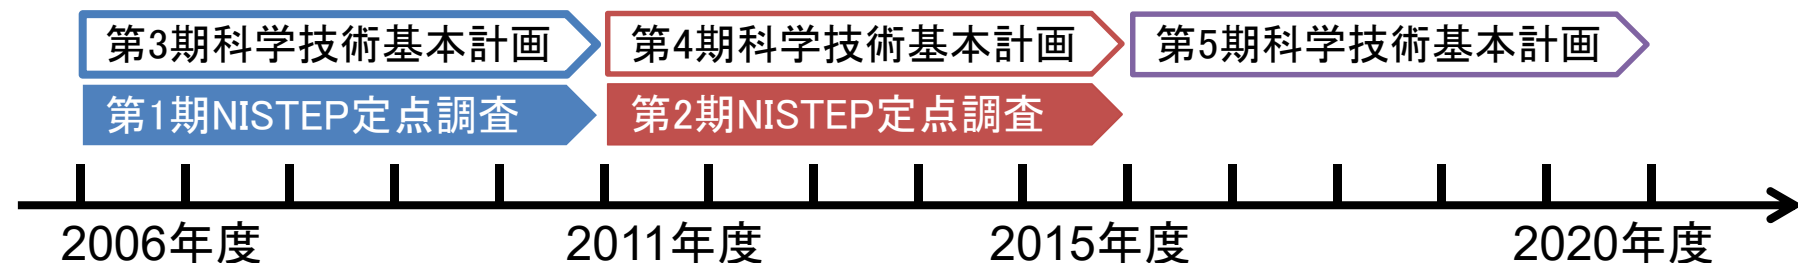 第3期科学技術基本計画
第4期科学技術基本計画
第5期科学技術基本計画
第1期NISTEP定点調査
第2期NISTEP定点調査
2006年度
2011年度
2015年度
2020年度